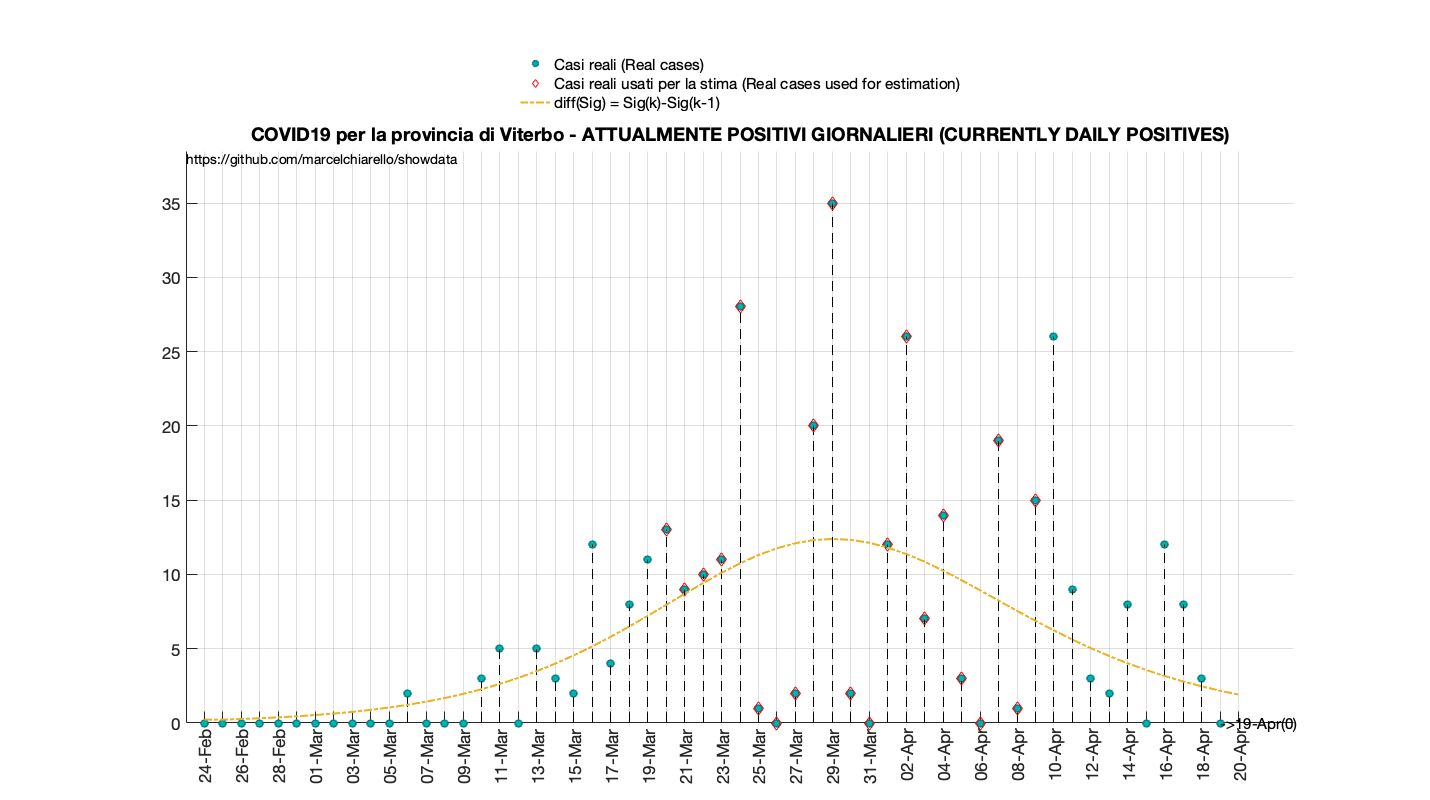 Casi reali (Real cases)
Casi reali usati per la stima (Real cases used for estimation)
diff(Sig) = Sig(k)-Sig(k-1)
COVID19 per la provincia di Viterbo - ATTUALMENTE POSITIVI GIORNALIERI (CURRENTLY DAILY POSITIVES)
https://github.com/marcelchiarello/showdata
35
30
25
20
15
10
5
0
->19-Apr(0)
24-Feb
26-Feb
28-Feb
01-Mar
03-Mar
05-Mar
07-Mar
09-Mar
11-Mar
13-Mar
15-Mar
17-Mar
19-Mar
21-Mar
23-Mar
25-Mar
27-Mar
29-Mar
31-Mar
02-Apr
04-Apr
06-Apr
08-Apr
10-Apr
12-Apr
14-Apr
16-Apr
18-Apr
20-Apr